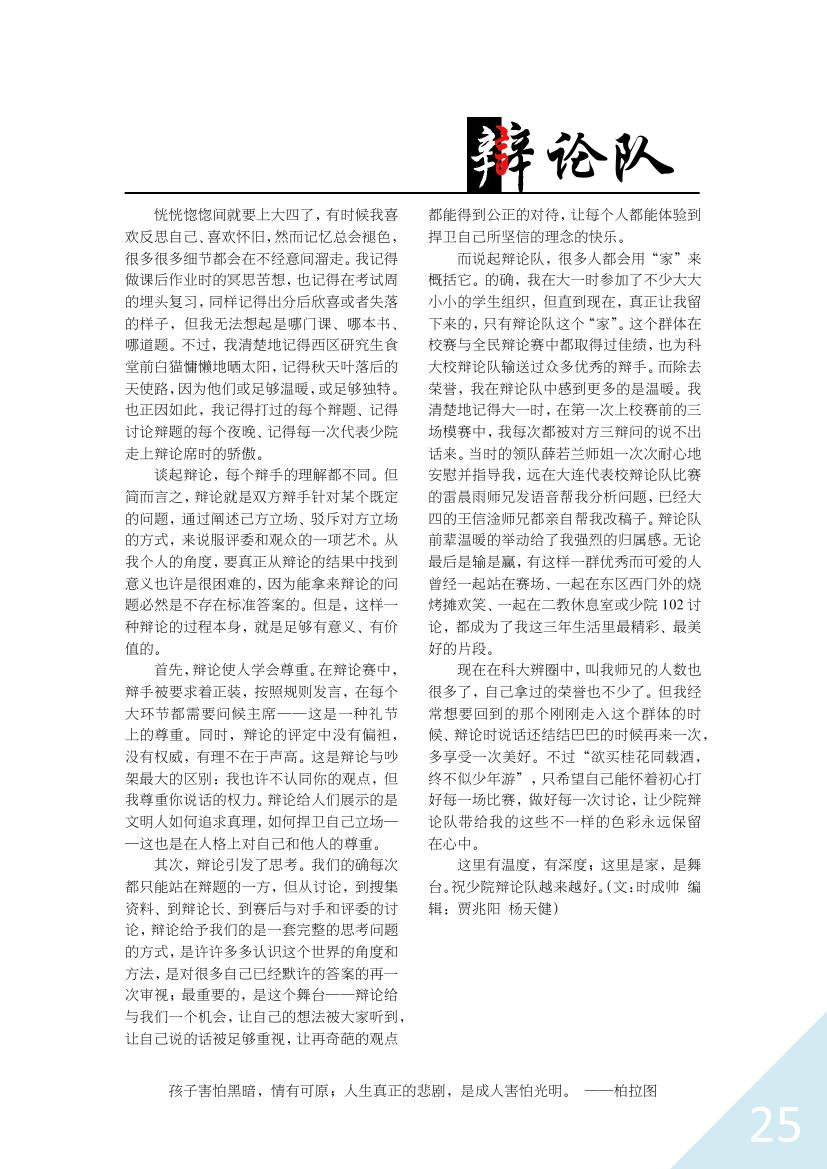 辩论队
恍恍惚惚间就要上大四了，有时候我喜
欢反思自己、喜欢怀旧，然而记忆总会褪色，
很多很多细节都会在不经意间溜走。我记得
做课后作业时的冥思苦想，也记得在考试周
的埋头复习，同样记得出分后欣喜或者失落
的样子，但我无法想起是哪门课、哪本书、
哪道题。不过，我清楚地记得西区研究生食
堂前白猫慵懒地晒太阳，记得秋天叶落后的
天使路，因为他们或足够温暖，或足够独特。
也正因如此，我记得打过的每个辩题、记得
讨论辩题的每个夜晚、记得每一次代表少院
走上辩论席时的骄傲。
谈起辩论，每个辩手的理解都不同。但
简而言之，辩论就是双方辩手针对某个既定
的问题，通过阐述己方立场、驳斥对方立场
的方式，来说服评委和观众的一项艺术。从
我个人的角度，要真正从辩论的结果中找到
意义也许是很困难的，因为能拿来辩论的问
题必然是不存在标准答案的。但是，这样一
种辩论的过程本身，就是足够有意义、有价
值的。
首先，辩论使人学会尊重。在辩论赛中，
辩手被要求着正装，按照规则发言，在每个
大环节都需要问候主席——这是一种礼节
上的尊重。同时，辩论的评定中没有偏袒，
没有权威，有理不在于声高。这是辩论与吵
架最大的区别：我也许不认同你的观点，但
我尊重你说话的权力。辩论给人们展示的是
文明人如何追求真理，如何捍卫自己立场—
—这也是在人格上对自己和他人的尊重。
其次，辩论引发了思考。我们的确每次
都只能站在辩题的一方，但从讨论，到搜集
资料、到辩论长、到赛后与对手和评委的讨
论，辩论给予我们的是一套完整的思考问题
的方式，是许许多多认识这个世界的角度和
方法，是对很多自己已经默许的答案的再一
次审视；最重要的，是这个舞台——辩论给
与我们一个机会，让自己的想法被大家听到，
让自己说的话被足够重视，让再奇葩的观点
都能得到公正的对待，让每个人都能体验到
捍卫自己所坚信的理念的快乐。
而说起辩论队，很多人都会用“家”来
概括它。的确，我在大一时参加了不少大大
小小的学生组织，但直到现在，真正让我留
下来的，只有辩论队这个“家”。这个群体在
校赛与全民辩论赛中都取得过佳绩，也为科
大校辩论队输送过众多优秀的辩手。而除去
荣誉，我在辩论队中感到更多的是温暖。我
清楚地记得大一时，在第一次上校赛前的三
场模赛中，我每次都被对方三辩问的说不出
话来。当时的领队薛若兰师姐一次次耐心地
安慰并指导我，远在大连代表校辩论队比赛
的雷晨雨师兄发语音帮我分析问题，已经大
四的王信淦师兄都亲自帮我改稿子。辩论队
前辈温暖的举动给了我强烈的归属感。无论
最后是输是赢，有这样一群优秀而可爱的人
曾经一起站在赛场、一起在东区西门外的烧
烤摊欢笑、一起在二教休息室或少院 102 讨
论，都成为了我这三年生活里最精彩、最美
好的片段。
现在在科大辨圈中，叫我师兄的人数也
很多了，自己拿过的荣誉也不少了。但我经
常想要回到的那个刚刚走入这个群体的时
候、辩论时说话还结结巴巴的时候再来一次，
多享受一次美好。不过“欲买桂花同载酒，
终不似少年游”，只希望自己能怀着初心打
好每一场比赛，做好每一次讨论，让少院辩
论队带给我的这些不一样的色彩永远保留
在心中。
这里有温度，有深度；这里是家，是舞
台。祝少院辩论队越来越好。（文：时成帅 编
辑：贾兆阳 杨天健）
孩子害怕黑暗，情有可原；人生真正的悲剧，是成人害怕光明。 ——柏拉图
25